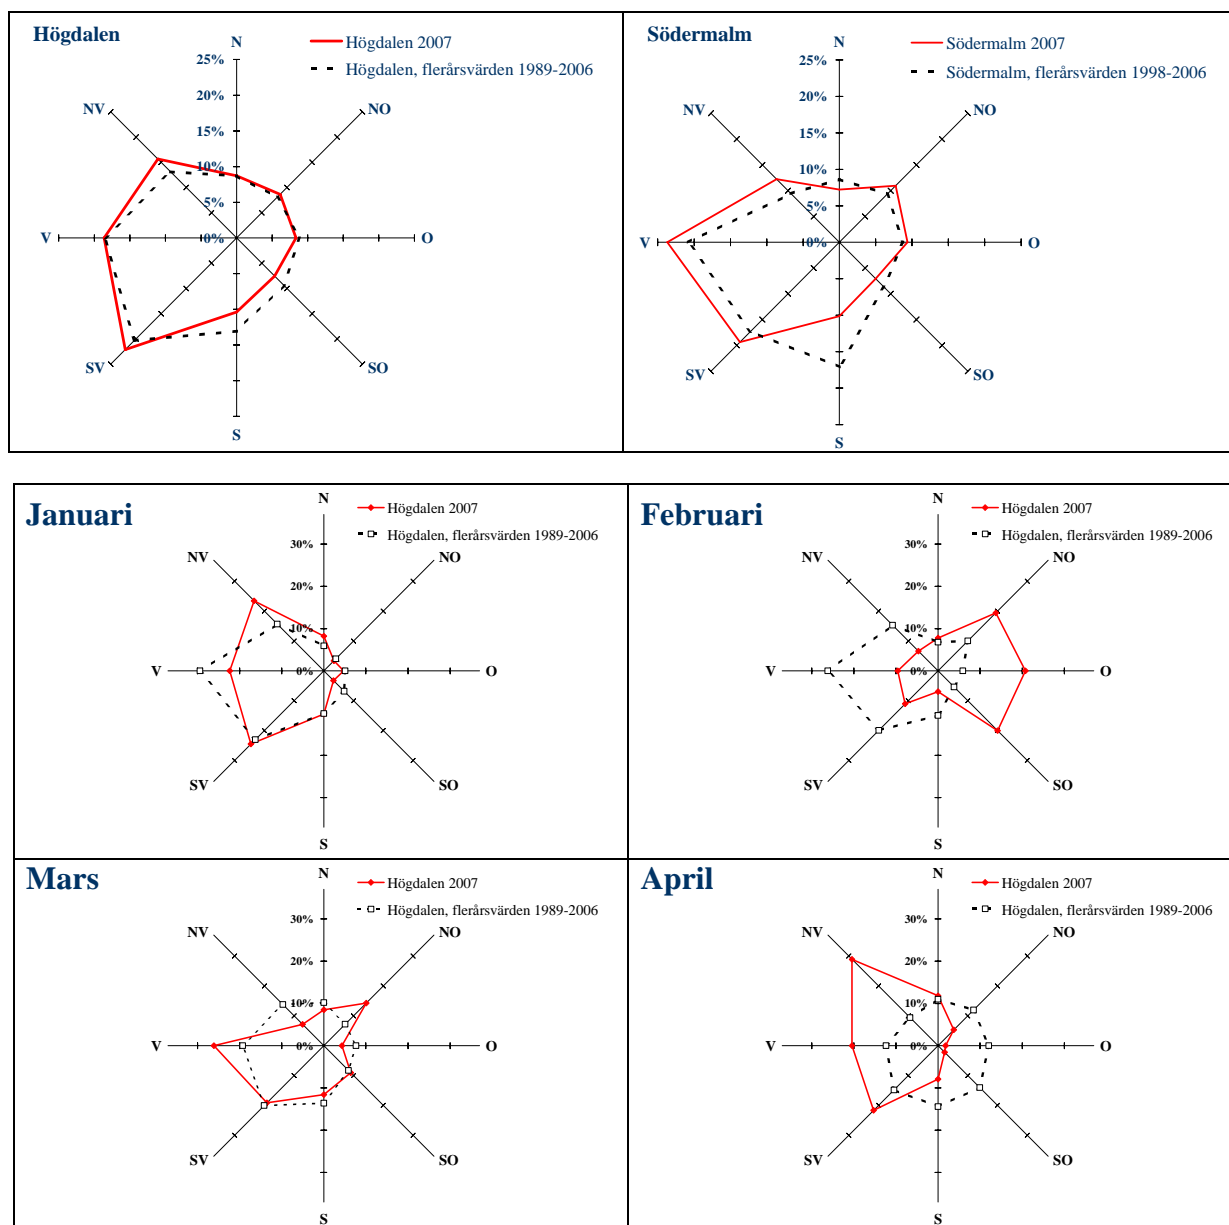 Högdalen
N
Högdalen 2007
Högdalen, flerårsvärden 1989-2006
25%
20%
15%
10%
5%
0%
NV
NO
V
O
SV
SO
S
Södermalm
N
Södermalm 2007
Södermalm, flerårsvärden 1998-2006
25%
20%
15%
10%
5%
0%
NV
NO
V
O
SV
SO
S
Januari
N
Högdalen 2007
Högdalen, flerårsvärden 1989-2006
30%
20%
10%
0%
NV
NO
V
O
SV
SO
S
Februari
N
Högdalen 2007
Högdalen, flerårsvärden 1989-2006
30%
20%
10%
0%
NV
NO
V
O
SV
SO
S
Mars
N
Högdalen 2007
Högdalen, flerårsvärden 1989-2006
30%
20%
10%
0%
NV
NO
V
O
SV
SO
S
April
N
Högdalen 2007
Högdalen, flerårsvärden 1989-2006
30%
20%
10%
0%
NV
NO
V
O
SV
SO
S